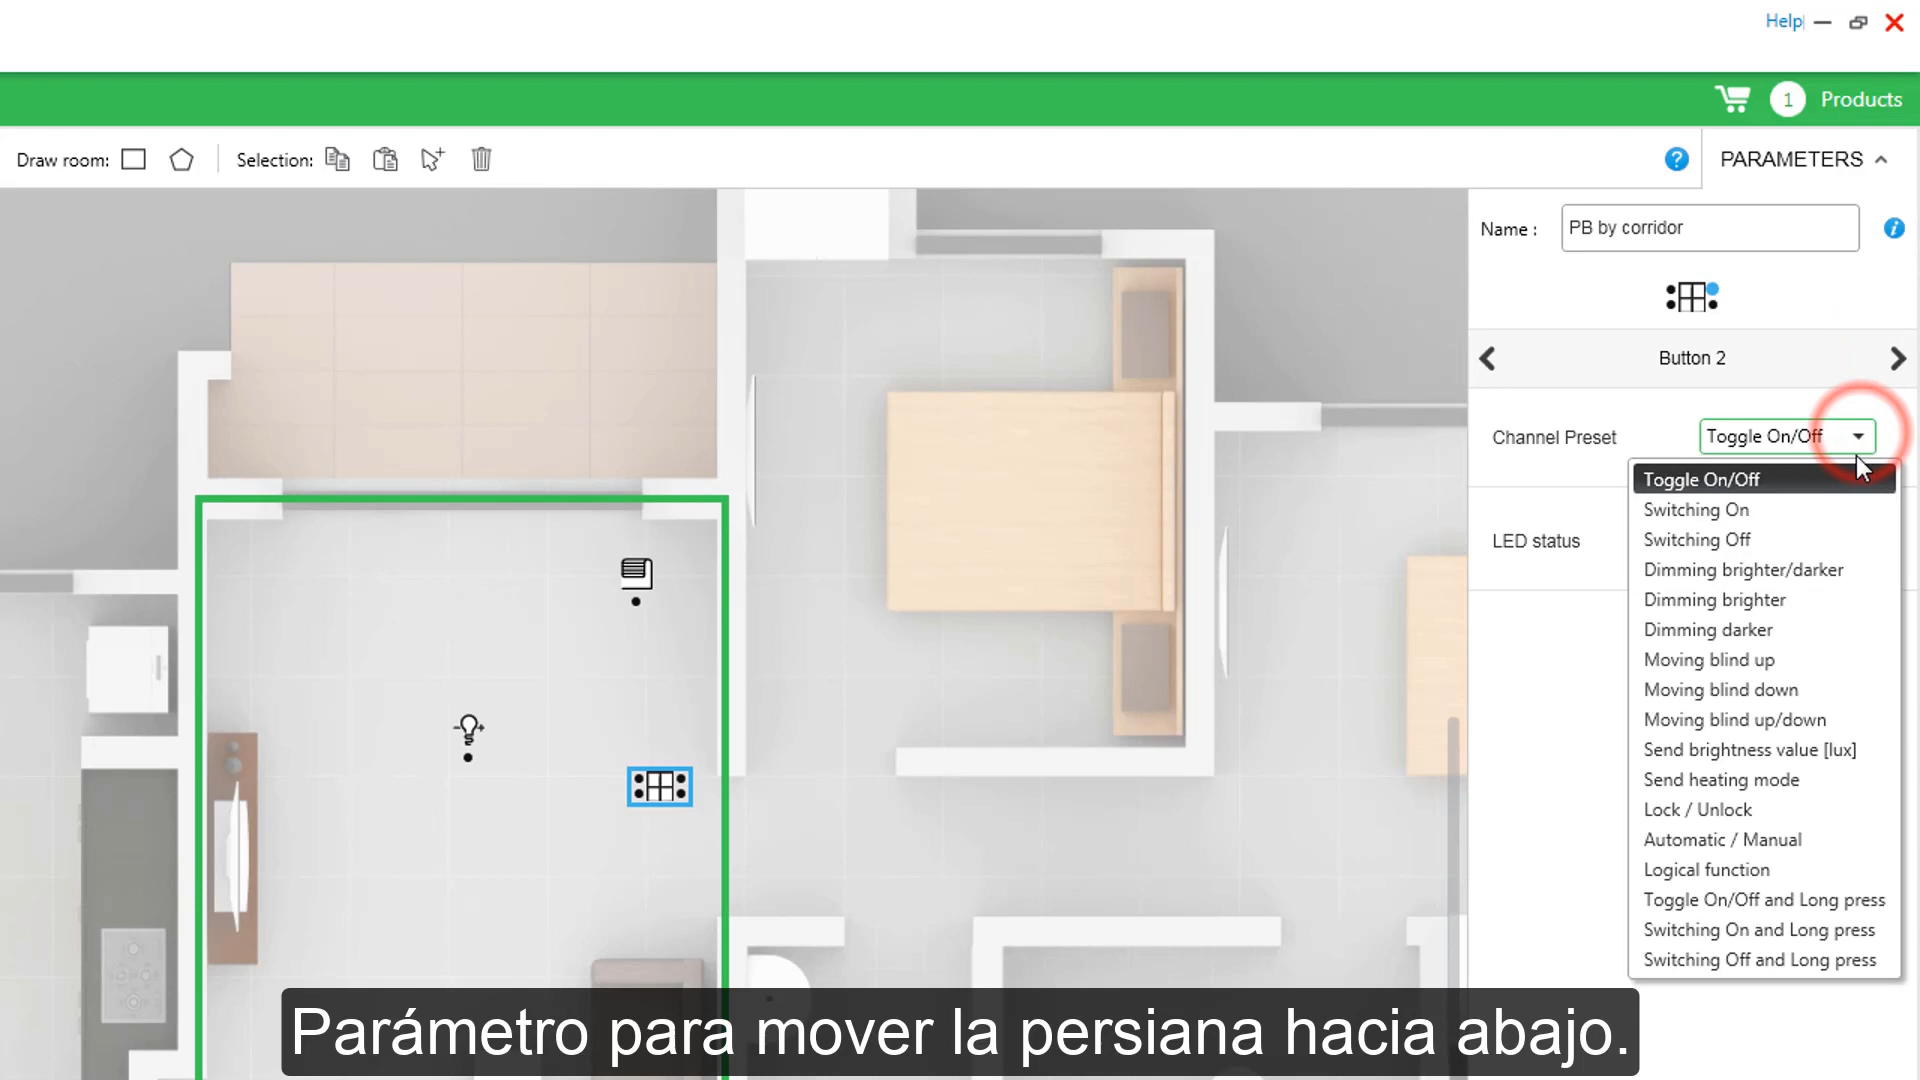 Help
1 Products
Draw room: Selection: ? PARAMETERS
Name : PB by corridor i
Button 2
Channel Preset Toggle On/Off
Toggle On/Off
Switching On
Switching Off
LED status
Dimming brighter/darker
Dimming brighter
Dimming darker
Moving blind up
Moving blind down
Moving blind up/down
Send brightness value [lux]
Send heating mode
Lock / Unlock
Automatic / Manual
Logical function
Toggle On/Off and Long press
Switching On and Long press
Switching Off and Long press
Parámetro para mover la persiana hacia abajo.